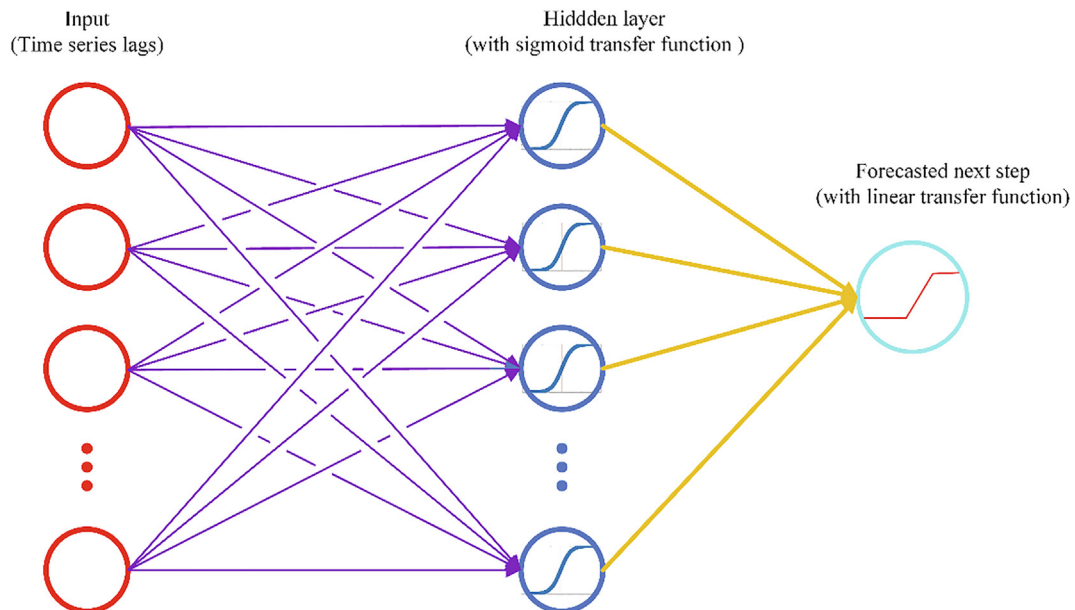 Input
(Time series lags)
Hiddden layer
(with sigmoid transfer function )
Forecasted next step
(with linear transfer function)